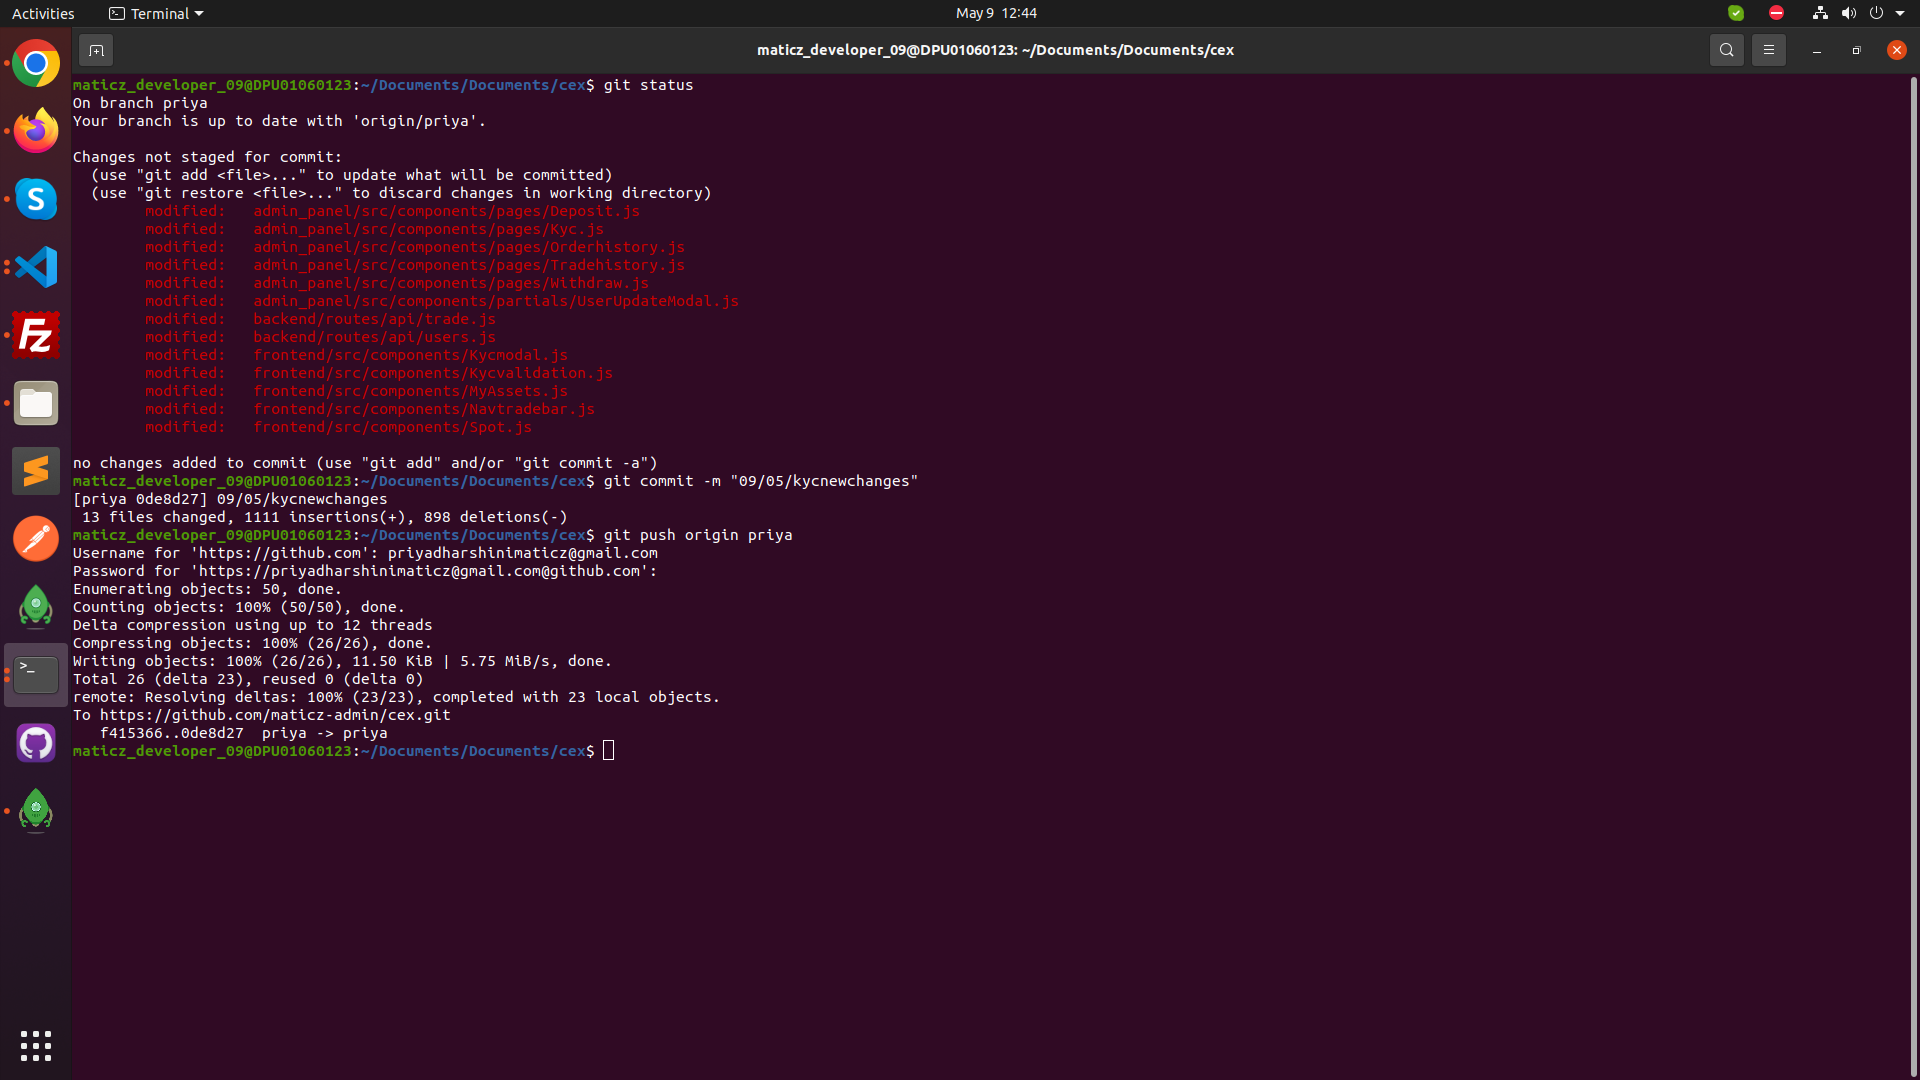 Activities
Terminal
May 9 12:44
maticz_developer_09@DPU01060123: ~/Documents/Documents/cex
maticz_developer_09@DPU01060123:~/Documents/Documents/cex$ git status
On branch priya
Your branch is up to date with 'origin/priya'.
Changes not staged for commit:
(use "git add <file>..." to update what will be committed)
(use "git restore <file>..." to discard changes in working directory)
modified: admin_panel/src/components/pages/Deposit.js
modified: admin_panel/src/components/pages/Kyc.js
modified: admin_panel/src/components/pages/Orderhistory.js
modified: admin_panel/src/components/pages/Tradehistory.js
modified: admin_panel/src/components/pages/Withdraw.js
modified: admin_panel/src/components/partials/UserUpdateModal.js
modified: backend/routes/api/trade.js
modified: backend/routes/api/users.js
modified: frontend/src/components/Kycmodal.js
modified: frontend/src/components/Kycvalidation.js
modified: frontend/src/components/MyAssets.js
modified: frontend/src/components/Navtradebar.js
modified: frontend/src/components/Spot.js
no changes added to commit (use "git add" and/or "git commit -a")
maticz_developer_09@DPU01060123:~/Documents/Documents/cex$ git commit -m "09/05/kycnewchanges"
[priya 0de8d27] 09/05/kycnewchanges
13 files changed, 1111 insertions(+), 898 deletions(-)
maticz_developer_09@DPU01060123:~/Documents/Documents/cex$ git push origin priya
Username for 'https://github.com': priyadharshinimaticz@gmail.com
Password for 'https://priyadharshinimaticz@gmail.com@github.com':
Enumerating objects: 50, done.
Counting objects: 100% (50/50), done.
Delta compression using up to 12 threads
Compressing objects: 100% (26/26), done.
Writing objects: 100% (26/26), 11.50 KiB | 5.75 MiB/s, done.
Total 26 (delta 23), reused 0 (delta 0)
remote: Resolving deltas: 100% (23/23), completed with 23 local objects.
To https://github.com/maticz-admin/cex.git
f415366..0de8d27 priya -> priya
maticz_developer_09@DPU01060123:~/Documents/Documents/cex$